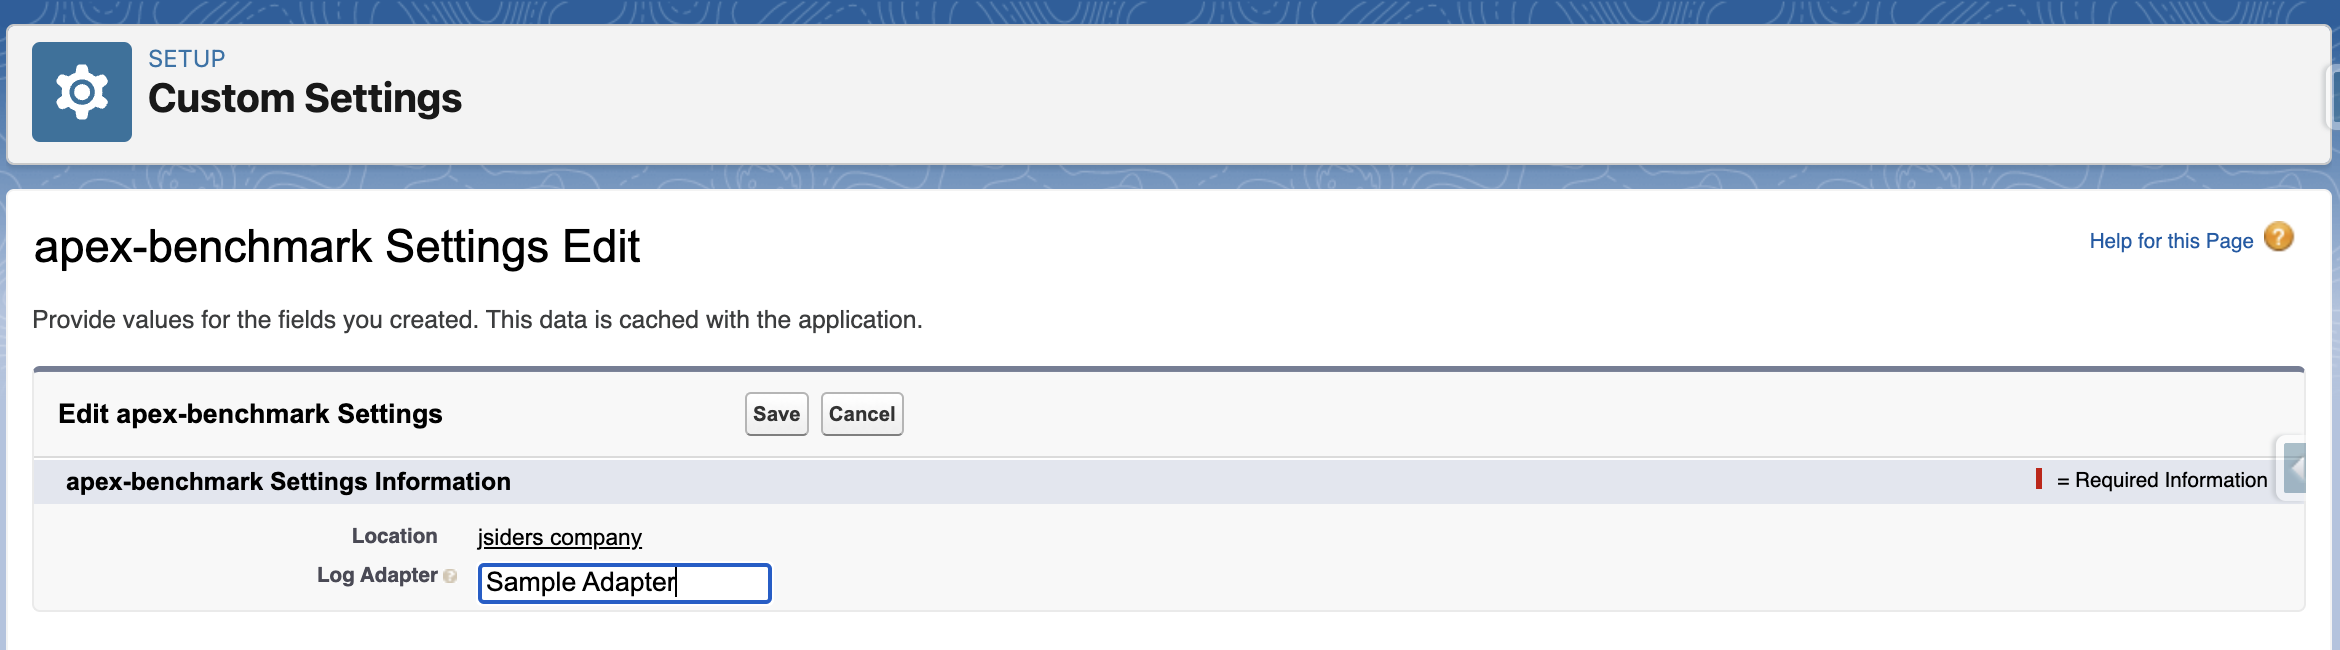 SETUP
Custom Settings
apex-benchmark Settings Edit
Help for this Page ?
Provide values for the fields you created. This data is cached with the application.
Edit apex-benchmark Settings
Save Cancel
apex-benchmark Settings Information
= Required Information
Location jsiders company
Log Adapter ? Sample Adapter